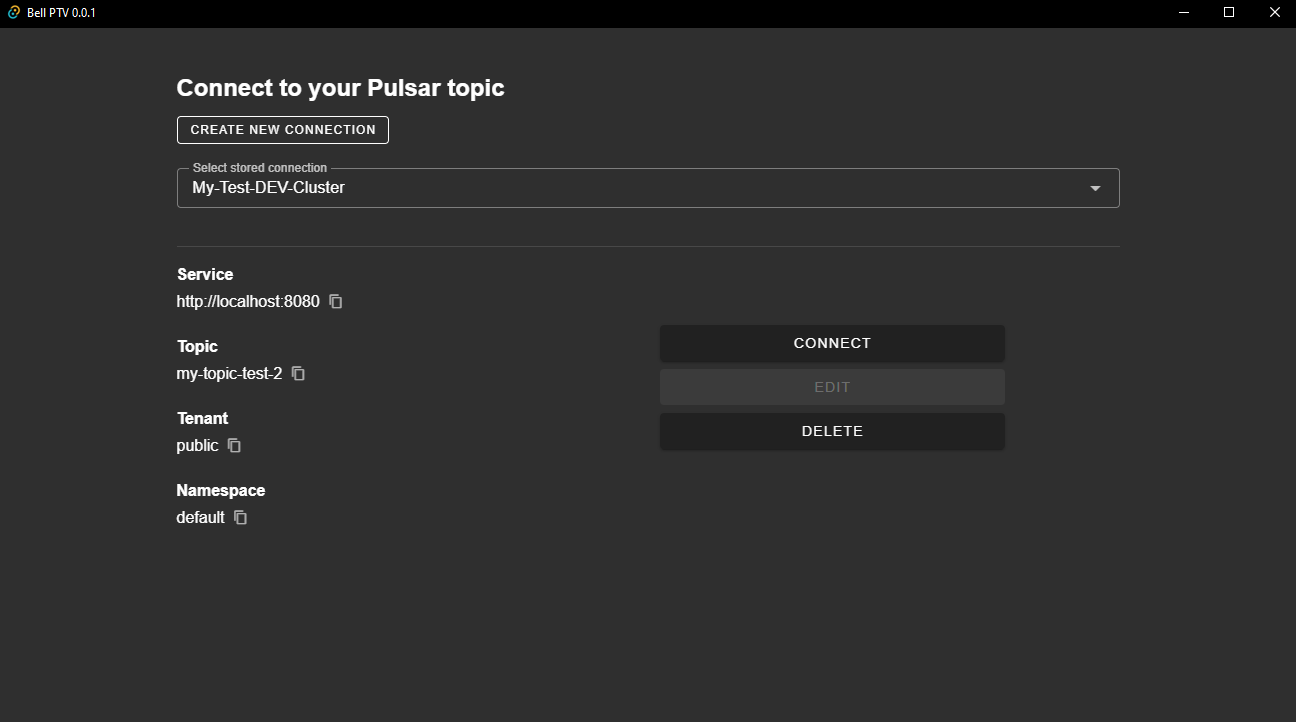 Bell PTV 0.0.1
Connect to your Pulsar topic
CREATE NEW CONNECTION
Select stored connection
My-Test-DEV-Cluster
Service
http://localhost:8080
Topic
my-topic-test-2
Tenant
public
Namespace
default
CONNECT
EDIT
DELETE